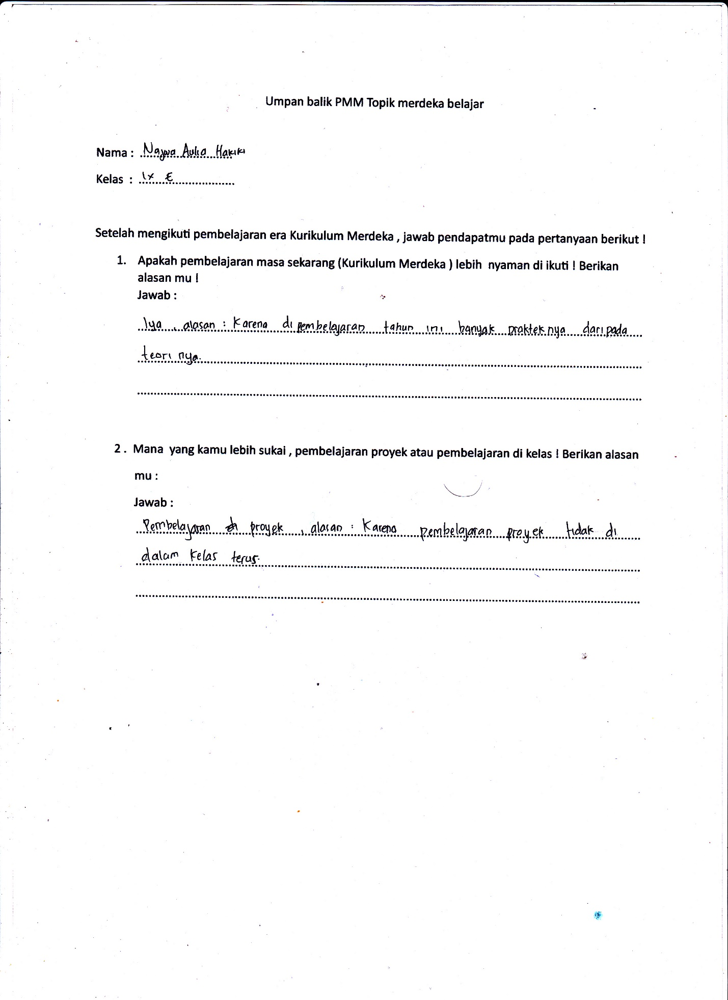 Umpan balik PMM Topik merdeka belajar
Nama : Najwa Aulia Hakiki
Kelas : IX E
Setelah mengikuti pembelajaran era Kurikulum Merdeka , jawab pendapatmu pada pertanyaan berikut !
1. Apakah pembelajaran masa sekarang (Kurikulum Merdeka ) lebih nyaman di ikuti ! Berikan
alasan mu !
Jawab :
Iya , alasan : Karena di pembelajaran tahun ini banyak praktek nya dari pada
teori nya.
2 . Mana yang kamu lebih sukai , pembelajaran proyek atau pembelajaran di kelas ! Berikan alasan
mu :
Jawab :
Pembelajaran proyek , alasan : Karena pembelajaran proyek tidak di
dalam kelas terus.